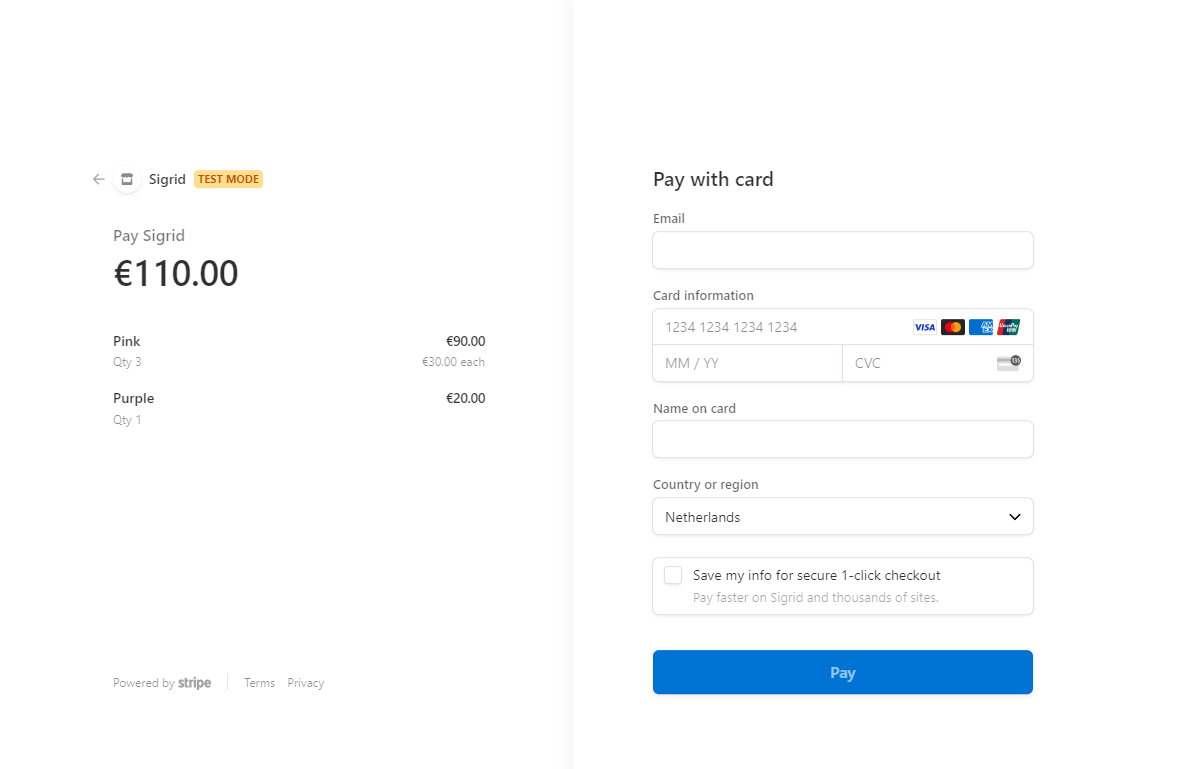 Sigrid TEST MODE
Pay Sigrid
€110.00
Pink €90.00
Qty 3 €30.00 each
Purple €20.00
Qty 1
Powered by stripe Terms Privacy
Pay with card
Email
Card information
1234 1234 1234 1234 VISA
MM / YY CVC
Name on card
Country or region
Netherlands
Save my info for secure 1-click checkout
Pay faster on Sigrid and thousands of sites.
Pay